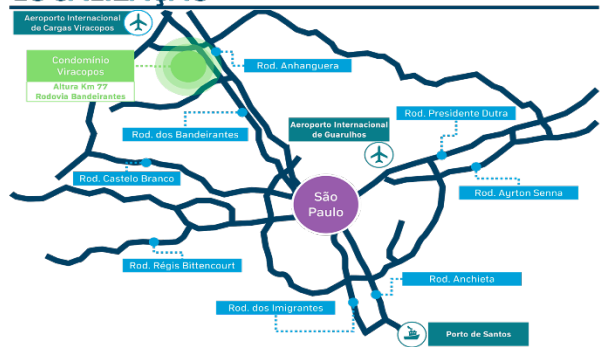 LOCALIZAÇÃO
Aeroporto Internacional
de Cargas Viracopos
Condomínio
Viracopos
Altura Km 77
Rodovia Bandeirantes
Rod. Anhanguera
Rod. dos Bandeirantes
Aeroporto Internacional
de Guarulhos
Rod. Presidente Dutra
Rod. Castelo Branco
Rod. Ayrton Senna
São
Paulo
Rod. Régis Bittencourt
Rod. Anchieta
Rod. dos Imigrantes
Porto de Santos